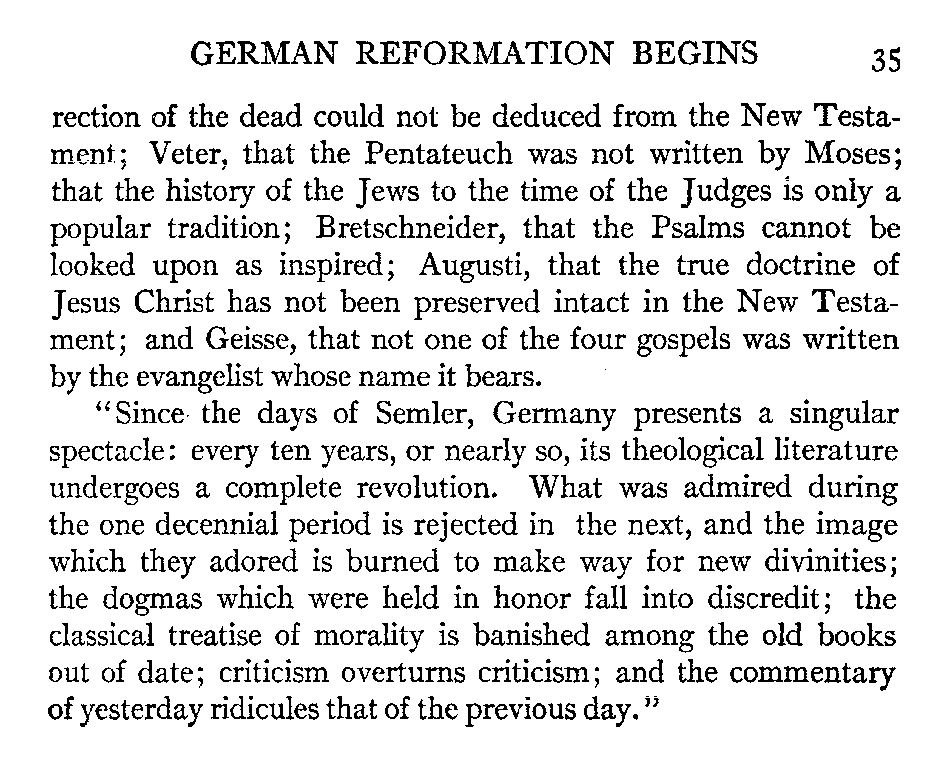 GERMAN REFORMATION BEGINS 35
rection of the dead could not be deduced from the New Testa-
ment; Veter, that the Pentateuch was not written by Moses;
that the history of the Jews to the time of the Judges is only a
popular tradition; Bretschneider, that the Psalms cannot be
looked upon as inspired; Augusti, that the true doctrine of
Jesus Christ has not been preserved intact in the New Testa-
ment; and Geisse, that not one of the four gospels was written
by the evangelist whose name it bears.
"Since the days of Semler, Germany presents a singular
spectacle: every ten years, or nearly so, its theological literature
undergoes a complete revolution. What was admired during
the one decennial period is rejected in the next, and the image
which they adored is burned to make way for new divinities;
the dogmas which were held in honor fall into discredit; the
classical treatise of morality is banished among the old books
out of date; criticism overturns criticism; and the commentary
of yesterday ridicules that of the previous day."